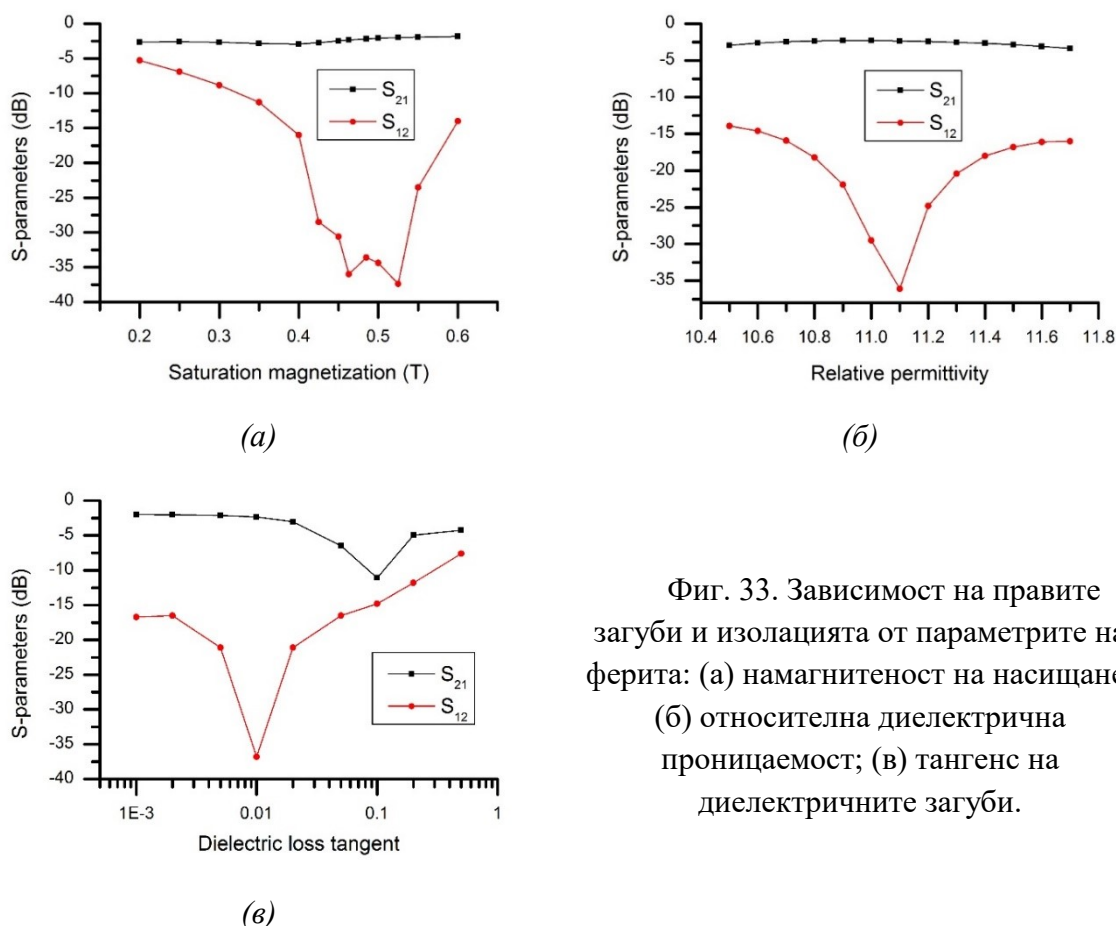 0
-5
-10
-15
-20
-25
-30
-35
-40
S-parameters (dB)
S21
S12
0.2 0.3 0.4 0.5 0.6
Saturation magnetization (T)
(а)
0
-5
-10
-15
-20
-25
-30
-35
S-parameters (dB)
S21
S12
10.4 10.6 10.8 11.0 11.2 11.4 11.6 11.8
Relative permittivity
(б)
0
-5
-10
-15
-20
-25
-30
-35
-40
S-parameters (dB)
S21
S12
1E-3 0.01 0.1 1
Dielectric loss tangent
(в)
Фиг. 33. Зависимост на правите
загуби и изолацията от параметрите на
ферита: (а) намагнитеност на насищане
(б) относителна диелектрична
проницаемост; (в) тангенс на
диелектричните загуби.